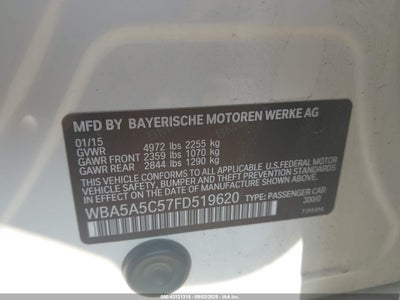 MFD BY BAYERISCHE MOTOREN WERKE AG
01/15
GVWR 4972 lbs 2255 kg
GAWR FRONT 2359 lbs 1070 kg
GAWR REAR 2844 lbs 1290 kg
THIS VEHICLE CONFORMS TO ALL APPLICABLE U.S.FEDERAL MOTOR
VEHICLE SAFETY, BUMPER AND THEFT PREVENTION STANDARDS IN
EFFECT ON THE DATE OF MANUFACTURE SHOWN ABOVE.
WBA5A5C57FD519620 TYPE: PASSENGER CAR
300/0